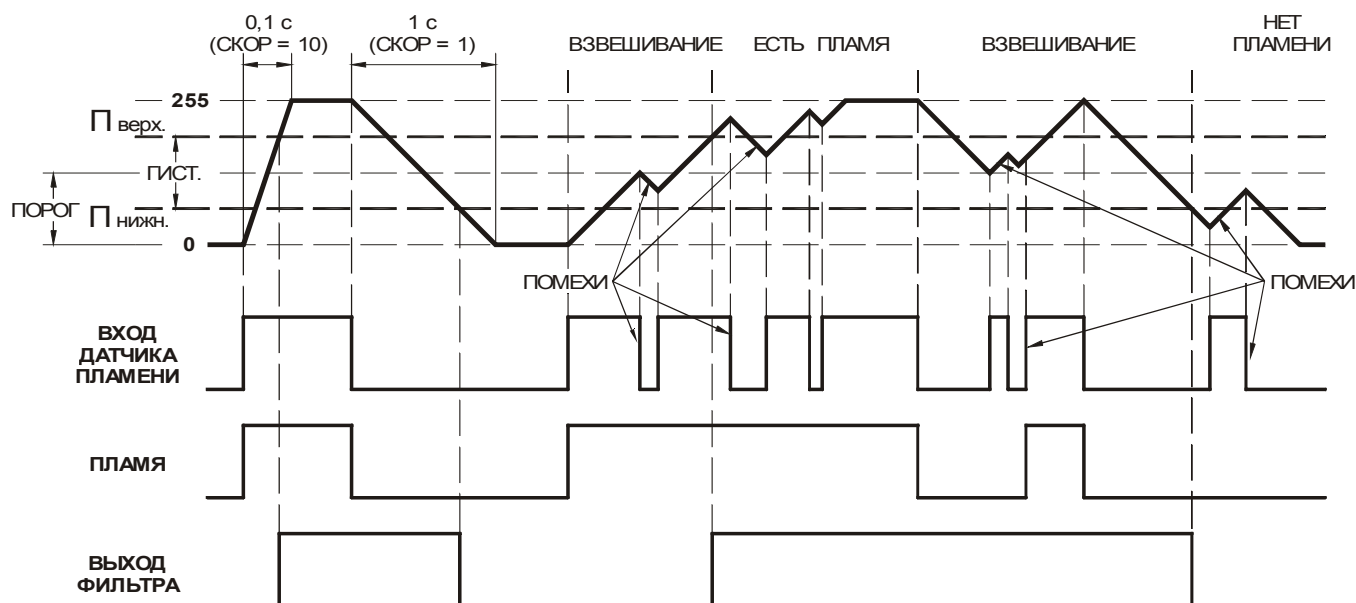 0,1 с
(СКОР = 10)
1 с
(СКОР = 1)
ВЗВЕШИВАНИЕ
ЕСТЬ ПЛАМЯ
ВЗВЕШИВАНИЕ
НЕТ
ПЛАМЕНИ
255
П верх.
ГИСТ.
ПОРОГ
П нижн.
0
ПОМЕХИ
ПОМЕХИ
ВХОД
ДАТЧИКА
ПЛАМЕНИ
ПЛАМЯ
ВЫХОД
ФИЛЬТРА